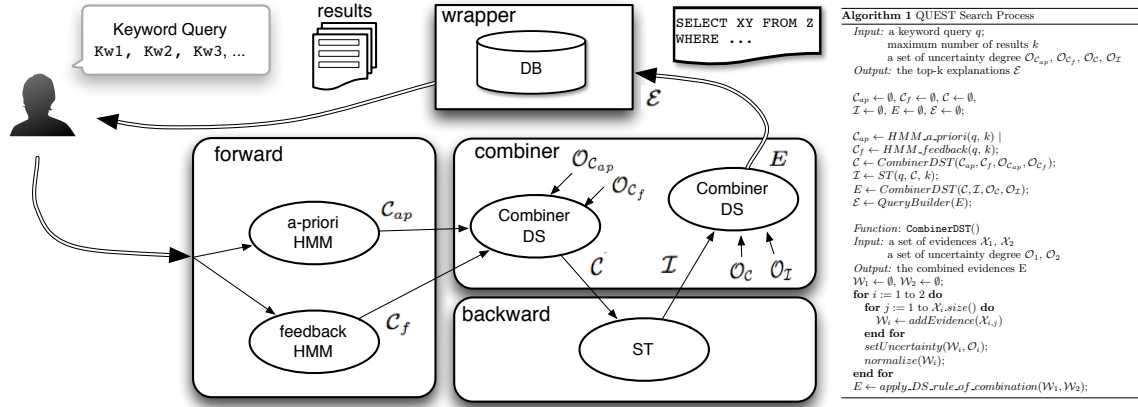 Keyword Query
Kw1, Kw2, Kw3, ...
results
wrapper
DB
SELECT XY FROM Z
WHERE ...
ℰ
forward
a-priori
HMM
𝒞ap
feedback
HMM
𝒞f
combiner
𝒪𝒞ap
𝒪𝒞f
Combiner
DS
𝒞
E
Combiner
DS
ℐ
𝒪𝒞
𝒪ℐ
backward
ST
Algorithm 1 QUEST Search Process
Input: a keyword query q;
maximum number of results k
a set of uncertainty degree 𝒪𝒞ap, 𝒪𝒞f, 𝒪𝒞, 𝒪ℐ
Output: the top-k explanations ℰ
𝒞ap ← ∅, 𝒞f ← ∅, 𝒞 ← ∅,
ℐ ← ∅, E ← ∅, ℰ ← ∅;
𝒞ap ← HMM_a_priori(q, k) |
𝒞f ← HMM_feedback(q, k);
𝒞 ← CombinerDST(𝒞ap, 𝒞f, 𝒪𝒞ap, 𝒪𝒞f);
ℐ ← ST(q, 𝒞, k);
E ← CombinerDST(𝒞, ℐ, 𝒪𝒞, 𝒪ℐ);
ℰ ← QueryBuilder(E);
Function: CombinerDST()
Input: a set of evidences 𝒳1, 𝒳2
a set of uncertainty degree 𝒪1, 𝒪2
Output: the combined evidences E
𝒲1 ← ∅, 𝒲2 ← ∅;
for i := 1 to 2 do
for j := 1 to 𝒳i.size() do
𝒲i ← addEvidence(𝒳i,j)
end for
setUncertainty(𝒲i, 𝒪i);
normalize(𝒲i);
end for
E ← apply_DS_rule_of_combination(𝒲1, 𝒲2);